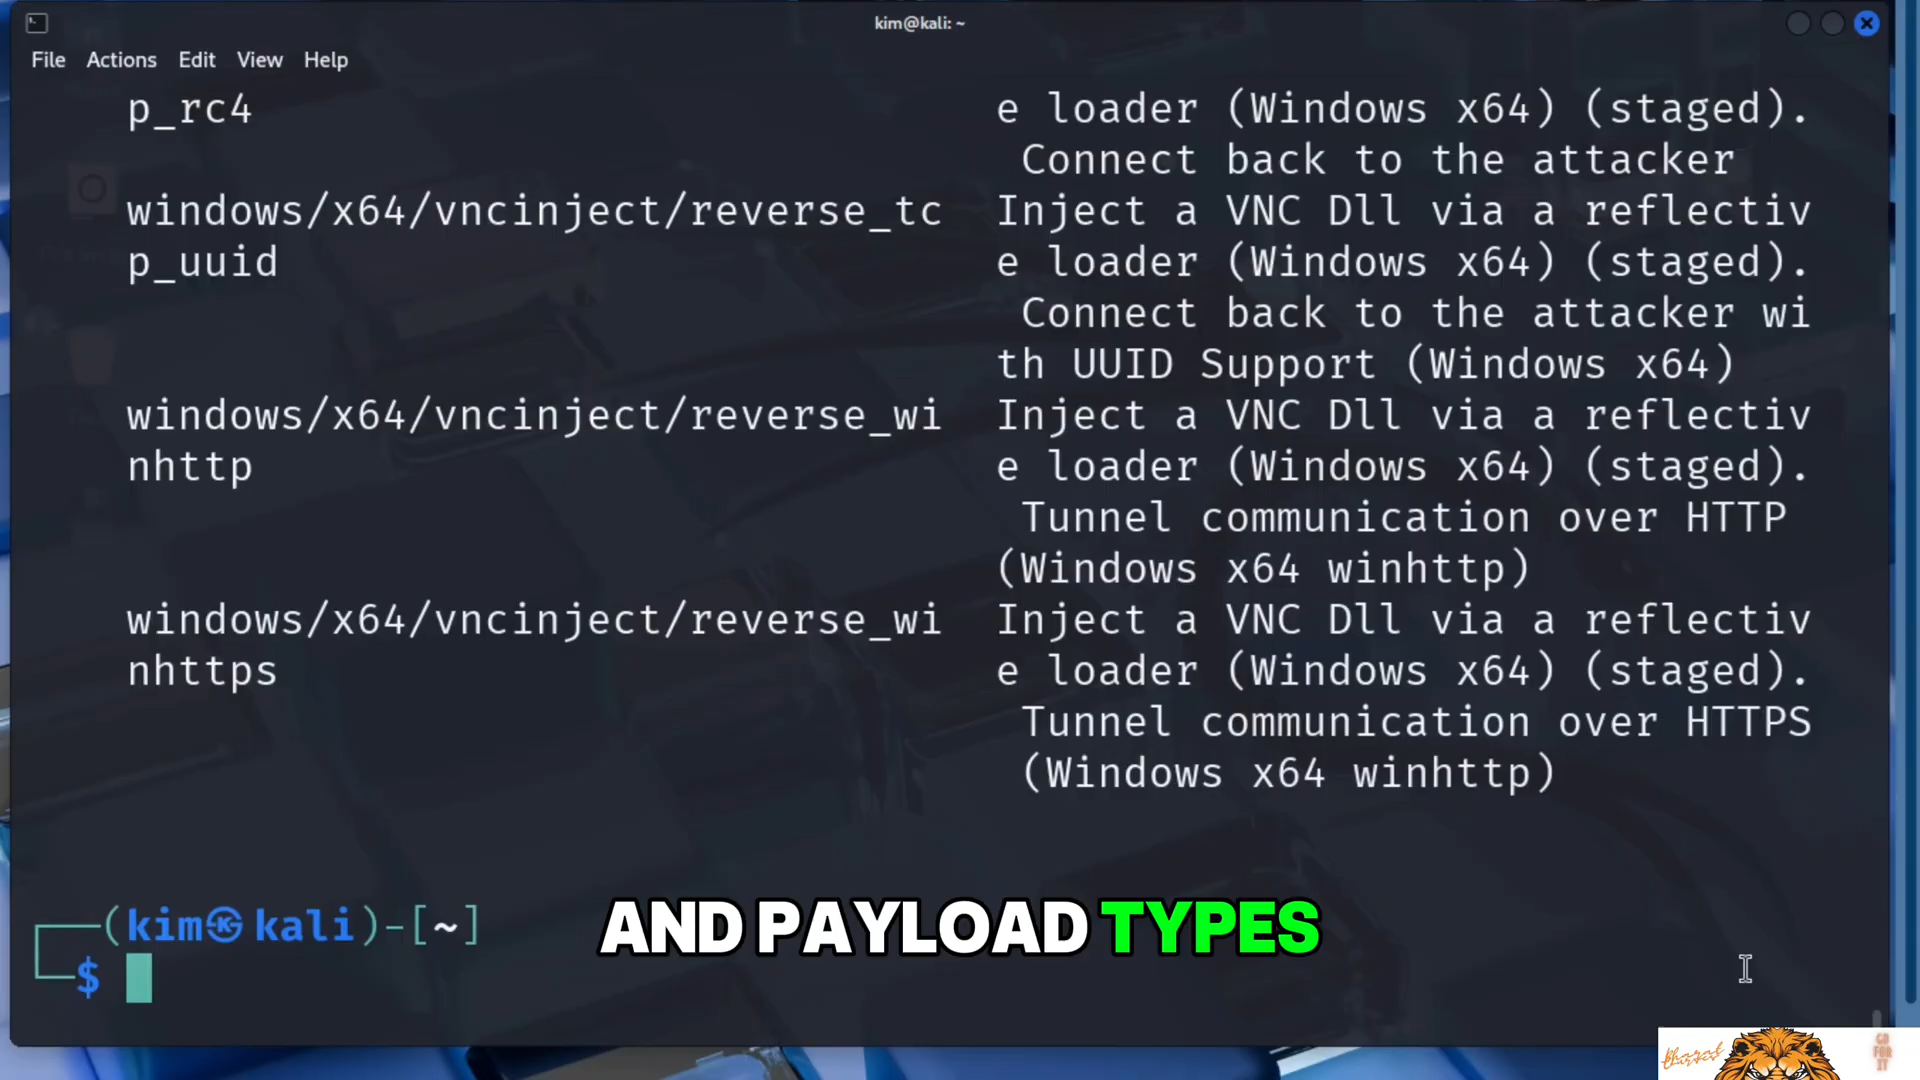 kim@kali: ~
File Actions Edit View Help
p_rc4 e loader (Windows x64) (staged).
Connect back to the attacker
windows/x64/vncinject/reverse_tc Inject a VNC Dll via a reflectiv
p_uuid e loader (Windows x64) (staged).
Connect back to the attacker wi
th UUID Support (Windows x64)
windows/x64/vncinject/reverse_wi Inject a VNC Dll via a reflectiv
nhttp e loader (Windows x64) (staged).
Tunnel communication over HTTP
(Windows x64 winhttp)
windows/x64/vncinject/reverse_wi Inject a VNC Dll via a reflectiv
nhttps e loader (Windows x64) (staged).
Tunnel communication over HTTPS
(Windows x64 winhttp)
(kim㉿kali)-[~]
$
AND PAYLOAD TYPES
GO
FOR
IT